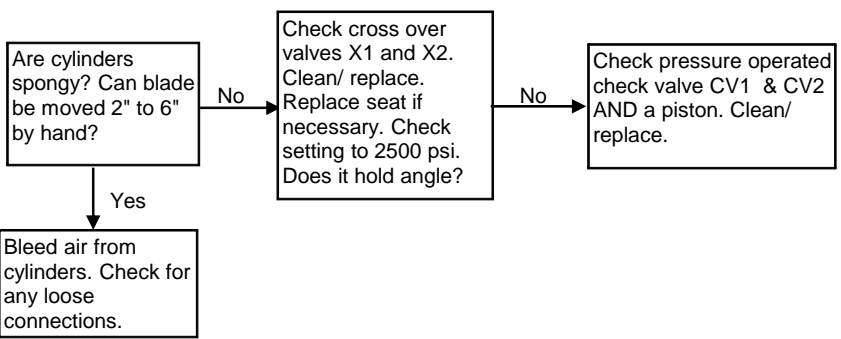 Are cylinders
spongy? Can blade
be moved 2" to 6"
by hand?
No
Check cross over
valves X1 and X2.
Clean/ replace.
Replace seat if
necessary. Check
setting to 2500 psi.
Does it hold angle?
No
Check pressure operated
check valve CV1 & CV2
AND a piston. Clean/
replace.
Yes
Bleed air from
cylinders. Check for
any loose
connections.